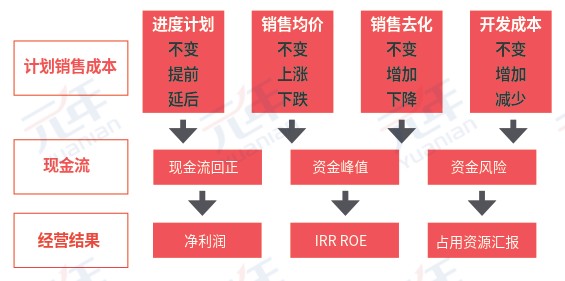 进度计划 销售均价 销售去化 开发成本
计划销售成本
不变 不变 不变 不变
提前 上涨 增加 增加
延后 下跌 下降 减少
现金流 现金流回正 资金峰值 资金风险
经营结果 净利润 IRR ROE 占用资源汇报
元年
Yuanian
元年
Yuanian
元年
Yuanian